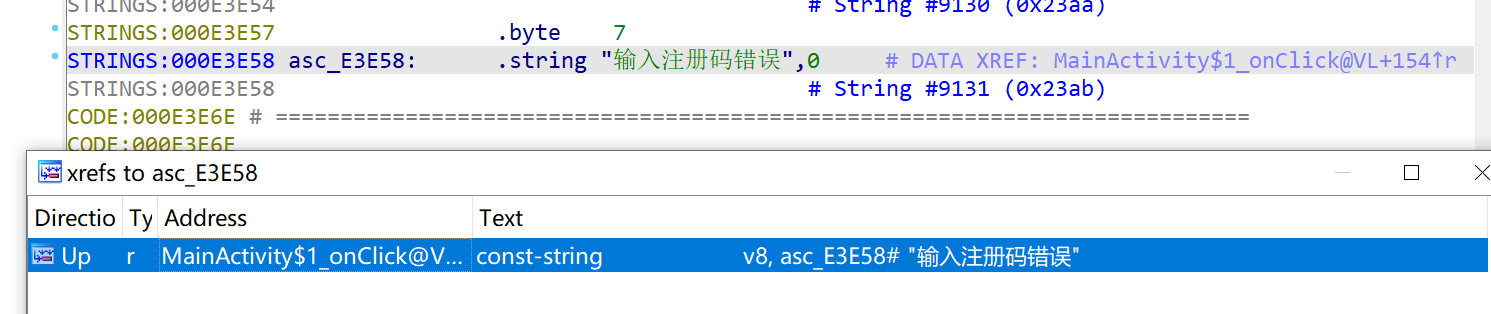 STRINGS:000E3E54 # String #9130 (0x23aa)
STRINGS:000E3E57 .byte 7
STRINGS:000E3E58 asc_E3E58: .string "输入注册码错误",0 # DATA XREF: MainActivity$1_onClick@VL+154↑r
STRINGS:000E3E58 # String #9131 (0x23ab)
CODE:000E3E6E # ===========================================================================
CODE:000E3E6E
xrefs to asc_E3E58
Directio Ty Address Text
Up r MainActivity$1_onClick@V... const-string v8, asc_E3E58# "输入注册码错误"